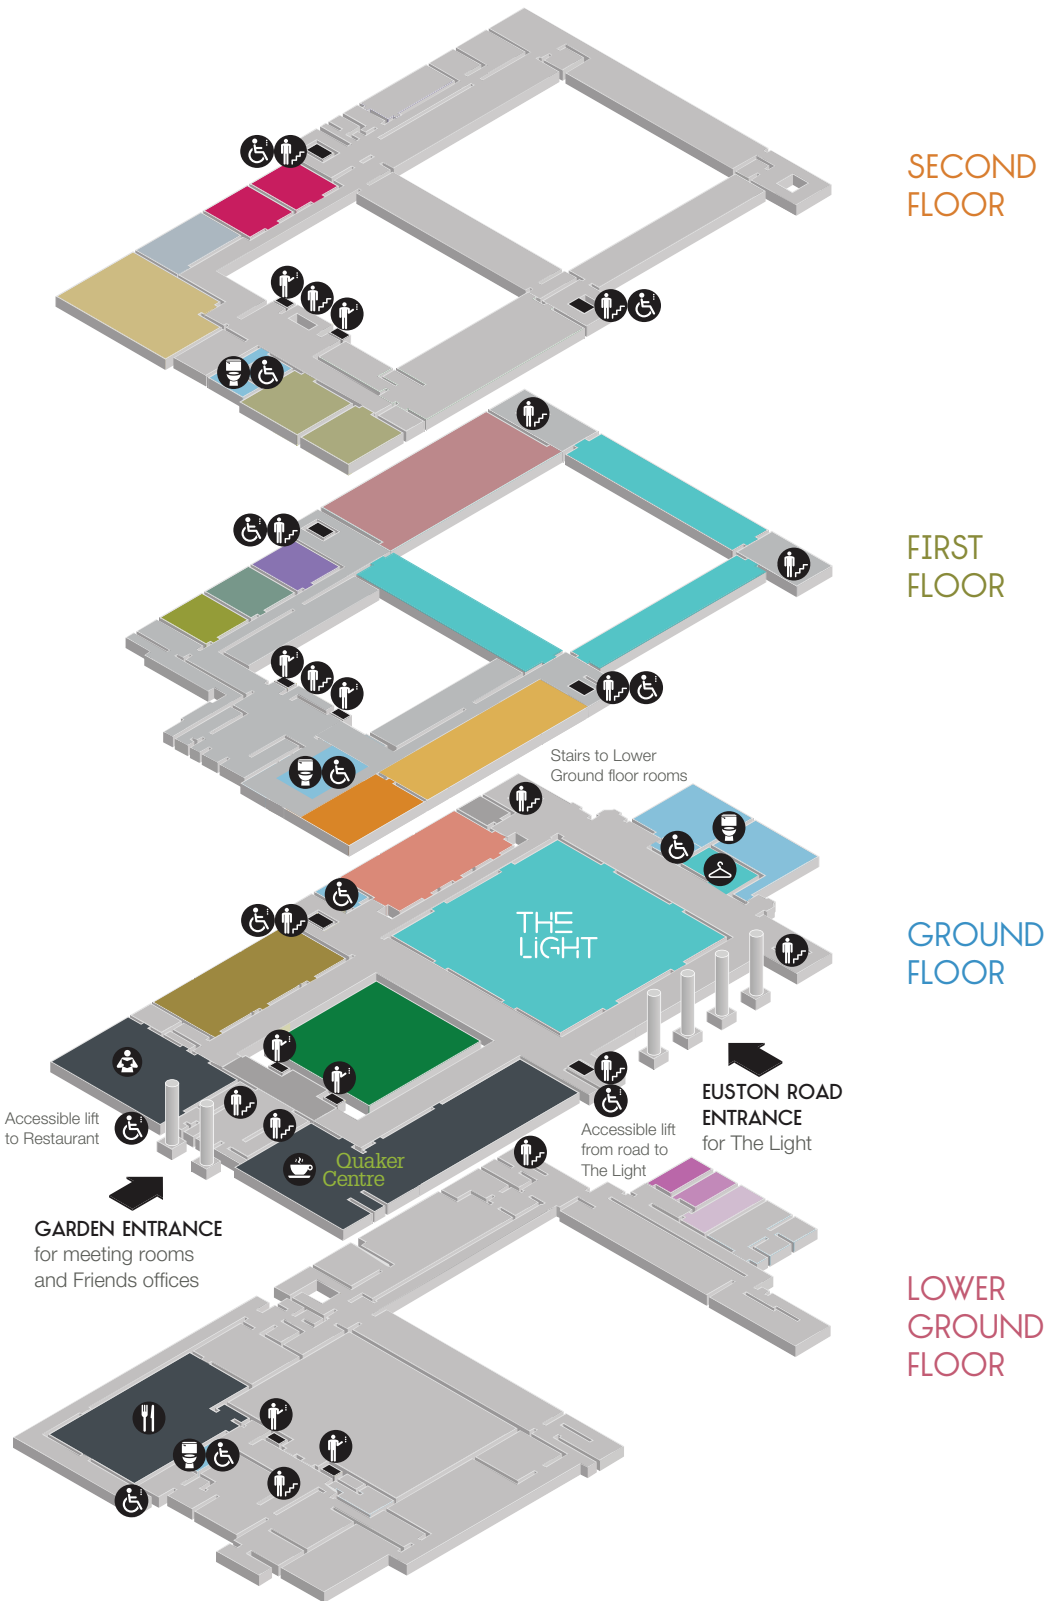 SECOND
FLOOR
FIRST
FLOOR
Stairs to Lower
Ground floor rooms
THE
LIGHT
GROUND
FLOOR
EUSTON ROAD
ENTRANCE
for The Light
Accessible lift
to Restaurant
Accessible lift
from road to
The Light
Quaker
Centre
GARDEN ENTRANCE
for meeting rooms
and Friends offices
LOWER
GROUND
FLOOR